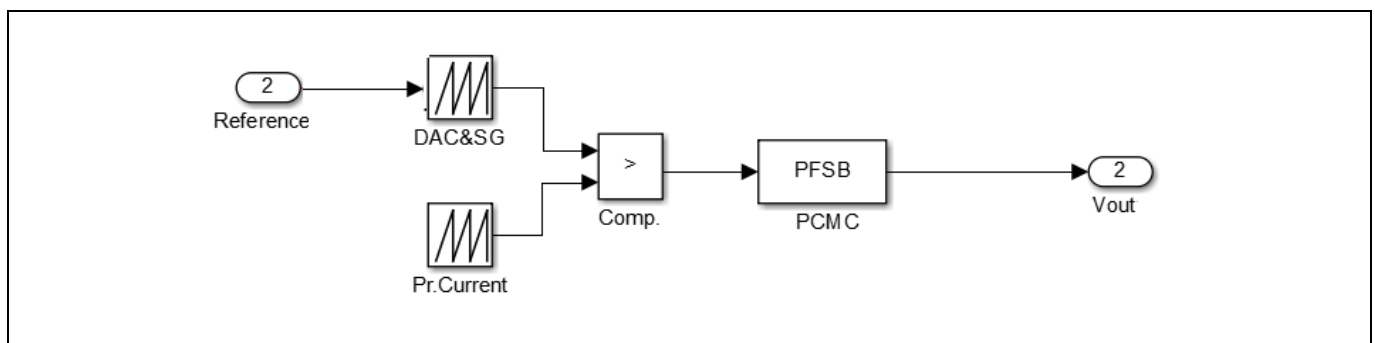 2
Reference
DAC&SG
>
Comp.
Pr.Current
PFSB
PCMC
2
Vout